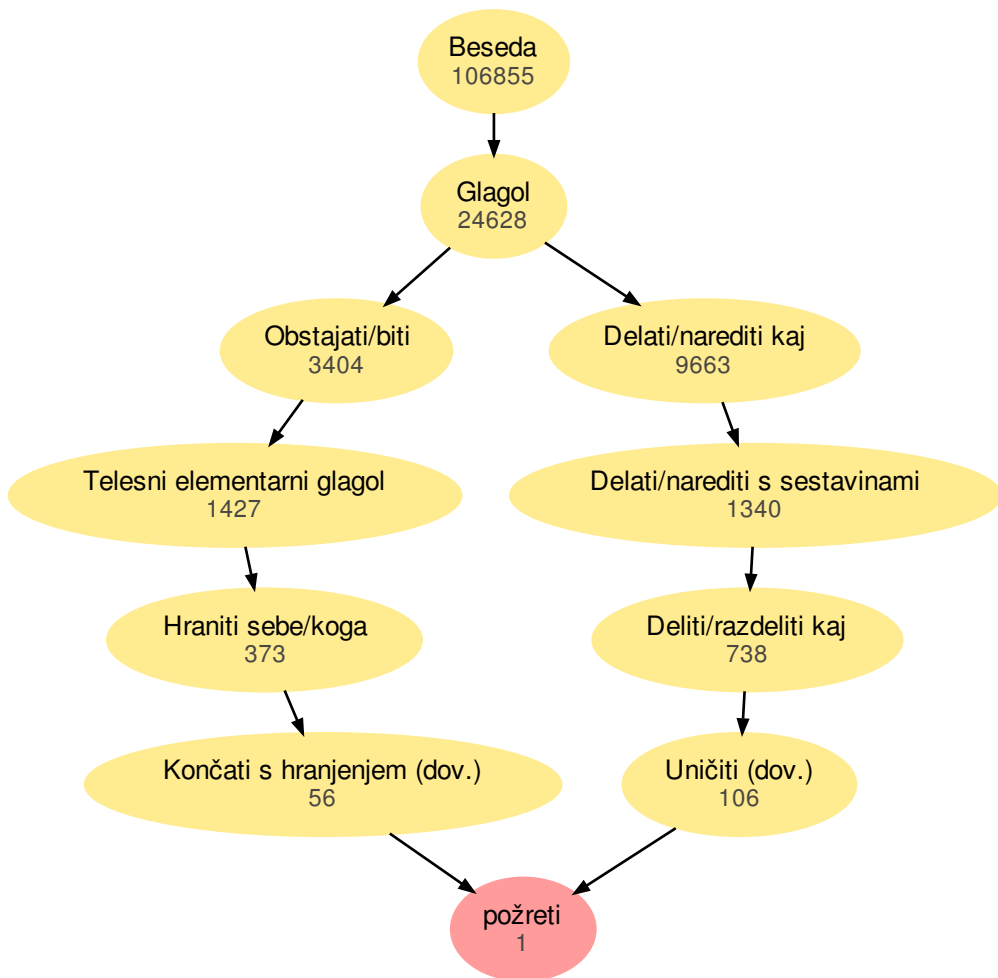 Beseda
106855
Glagol
24628
Obstajati/biti
3404
Delati/narediti kaj
9663
Telesni elementarni glagol
1427
Delati/narediti s sestavinami
1340
Hraniti sebe/koga
373
Deliti/razdeliti kaj
738
Končati s hranjenjem (dov.)
56
Uničiti (dov.)
106
požreti
1